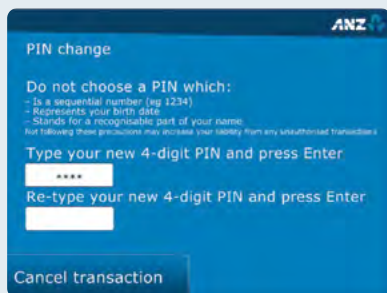 ANZ
PIN change
Do not choose a PIN which:
- Is a sequential number (eg 1234)
- Represents your birth date
- Stands for a recognisable part of your name
Not following these precautions may increase your liability from any unauthorised transactions
Type your new 4-digit PIN and press Enter
****
Re-type your new 4-digit PIN and press Enter
Cancel transaction